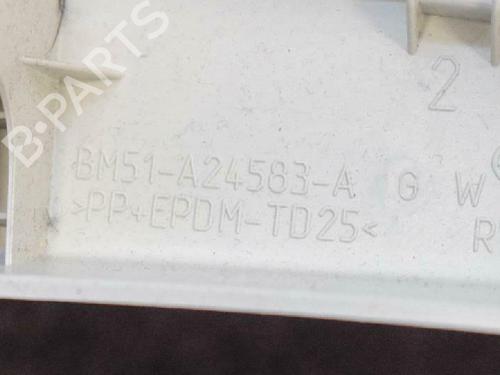 B-PARTS
2
BM51-A24583-A G W
>PP+EPDM-TD25< R